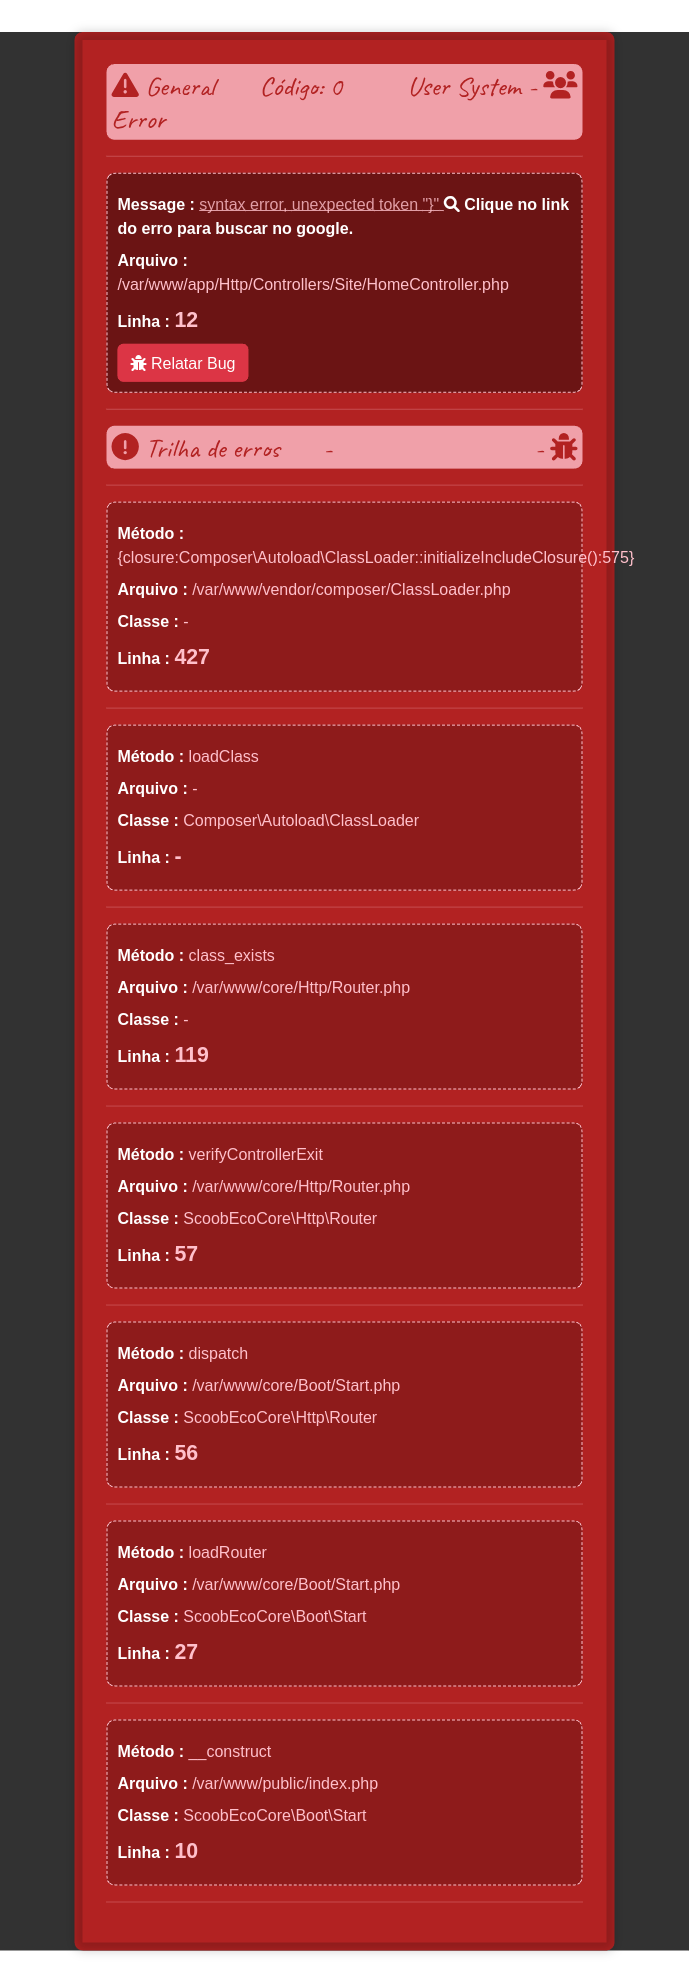 General Código: 0 User System -
Error
Message : syntax error, unexpected token "}" Clique no link
do erro para buscar no google.
Arquivo :
/var/www/app/Http/Controllers/Site/HomeController.php
Linha : 12
Relatar Bug
Trilha de erros - -
Método :
{closure:Composer\Autoload\ClassLoader::initializeIncludeClosure():575}
Arquivo : /var/www/vendor/composer/ClassLoader.php
Classe : -
Linha : 427
Método : loadClass
Arquivo : -
Classe : Composer\Autoload\ClassLoader
Linha : -
Método : class_exists
Arquivo : /var/www/core/Http/Router.php
Classe : -
Linha : 119
Método : verifyControllerExit
Arquivo : /var/www/core/Http/Router.php
Classe : ScoobEcoCore\Http\Router
Linha : 57
Método : dispatch
Arquivo : /var/www/core/Boot/Start.php
Classe : ScoobEcoCore\Http\Router
Linha : 56
Método : loadRouter
Arquivo : /var/www/core/Boot/Start.php
Classe : ScoobEcoCore\Boot\Start
Linha : 27
Método : __construct
Arquivo : /var/www/public/index.php
Classe : ScoobEcoCore\Boot\Start
Linha : 10